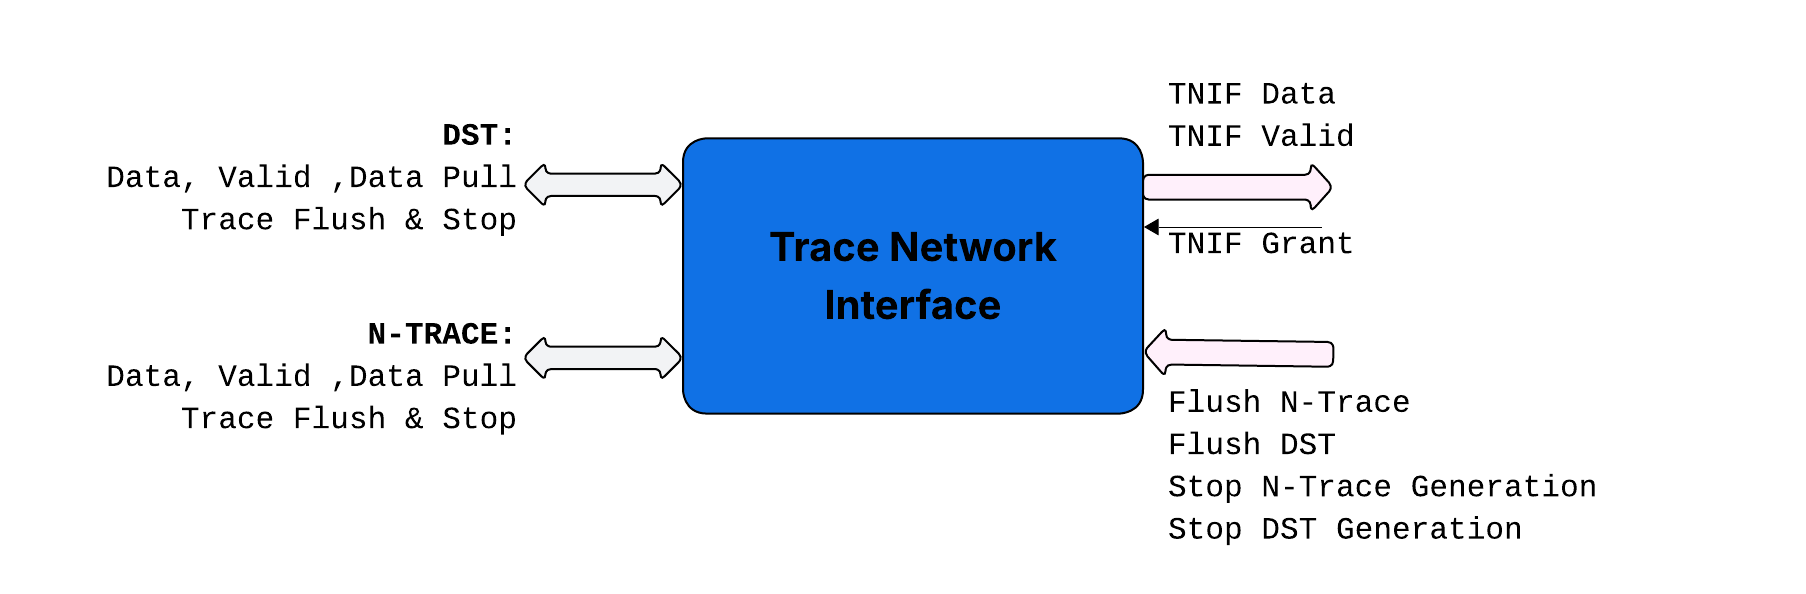 DST:
Data, Valid ,Data Pull
Trace Flush & Stop
N-TRACE:
Data, Valid ,Data Pull
Trace Flush & Stop
Trace Network
Interface
TNIF Data
TNIF Valid
TNIF Grant
Flush N-Trace
Flush DST
Stop N-Trace Generation
Stop DST Generation